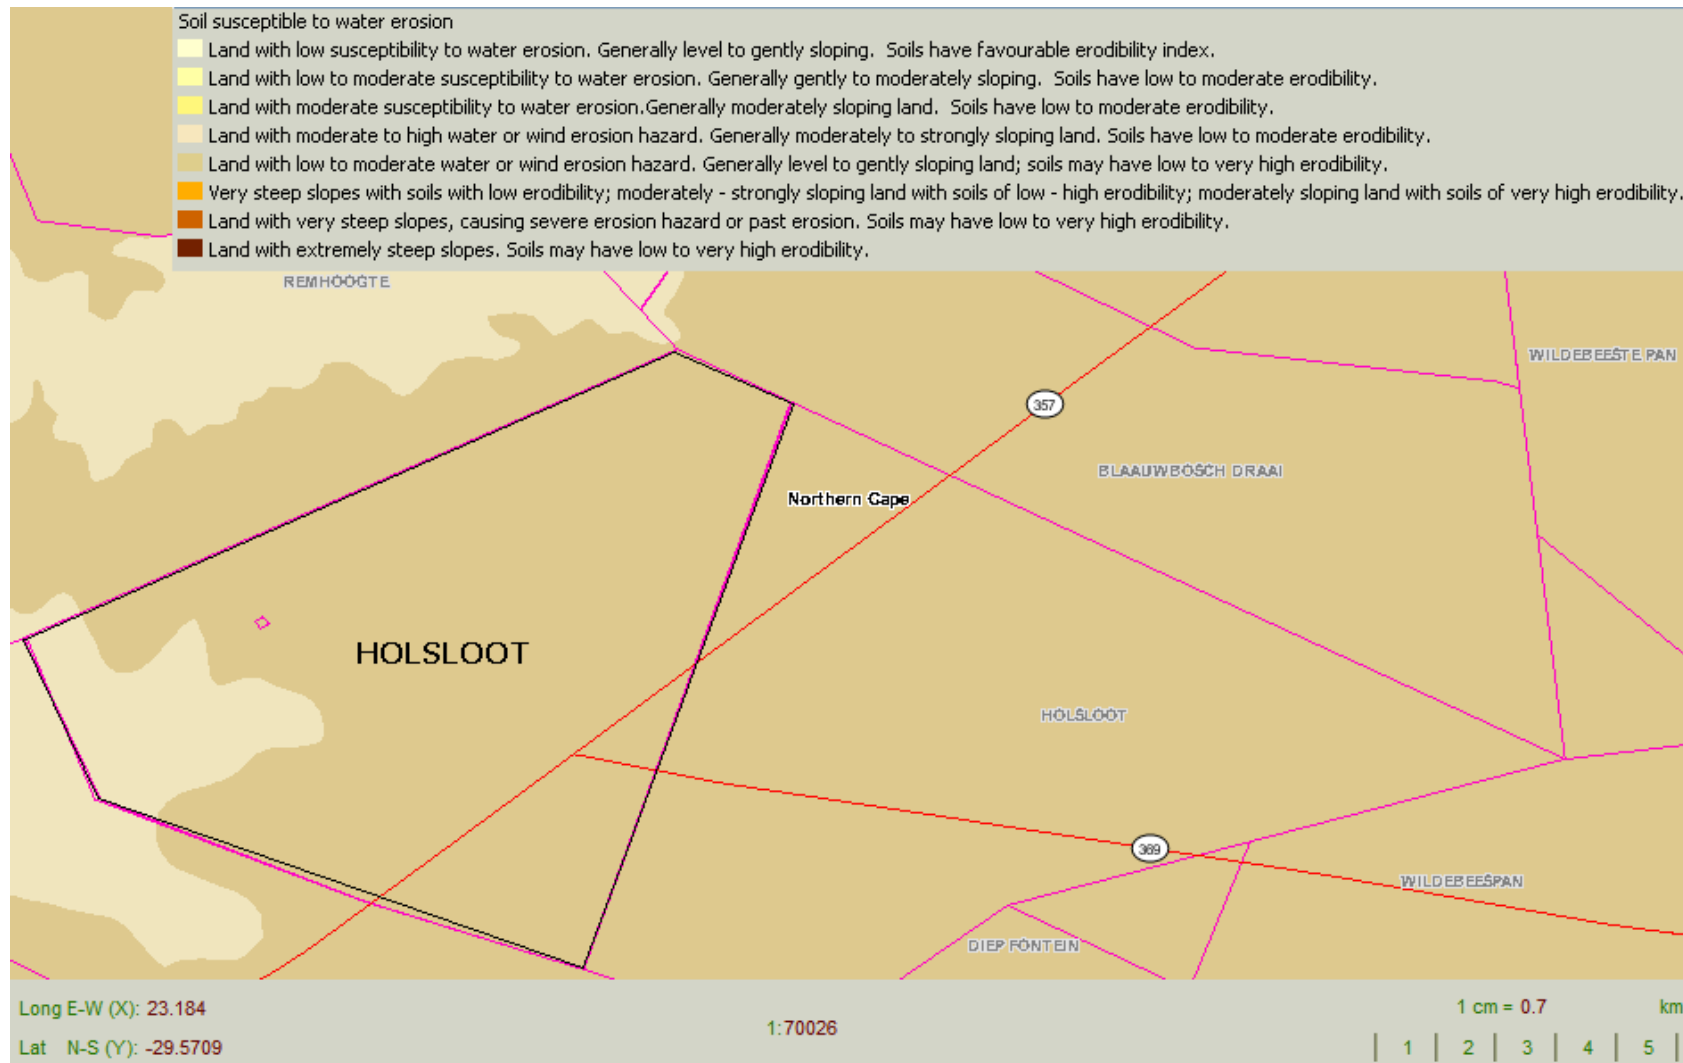 Soil susceptible to water erosion
Land with low susceptibility to water erosion. Generally level to gently sloping.  Soils have favourable erodibility index.
Land with low to moderate susceptibility to water erosion. Generally gently to moderately sloping.  Soils have low to moderate erodibility.
Land with moderate susceptibility to water erosion.Generally moderately sloping land.  Soils have low to moderate erodibility.
Land with moderate to high water or wind erosion hazard. Generally moderately to strongly sloping land. Soils have low to moderate erodibility.
Land with low to moderate water or wind erosion hazard. Generally level to gently sloping land; soils may have low to very high erodibility.
Very steep slopes with soils with low erodibility; moderately - strongly sloping land with soils of low - high erodibility; moderately sloping land with soils of very high erodibility.
Land with very steep slopes, causing severe erosion hazard or past erosion. Soils may have low to very high erodibility.
Land with extremely steep slopes. Soils may have low to very high erodibility.
REMHOOGTE
WILDEBEESTE PAN
357
BLAAUWBOSCH DRAAI
Northern Cape
HOLSLOOT
HOLSLOOT
369
WILDEBEESPAN
DIEP FONTEIN
Long E-W (X): 23.184
1 cm = 0.7 km
1:70026
Lat N-S (Y): -29.5709
1 2 3 4 5